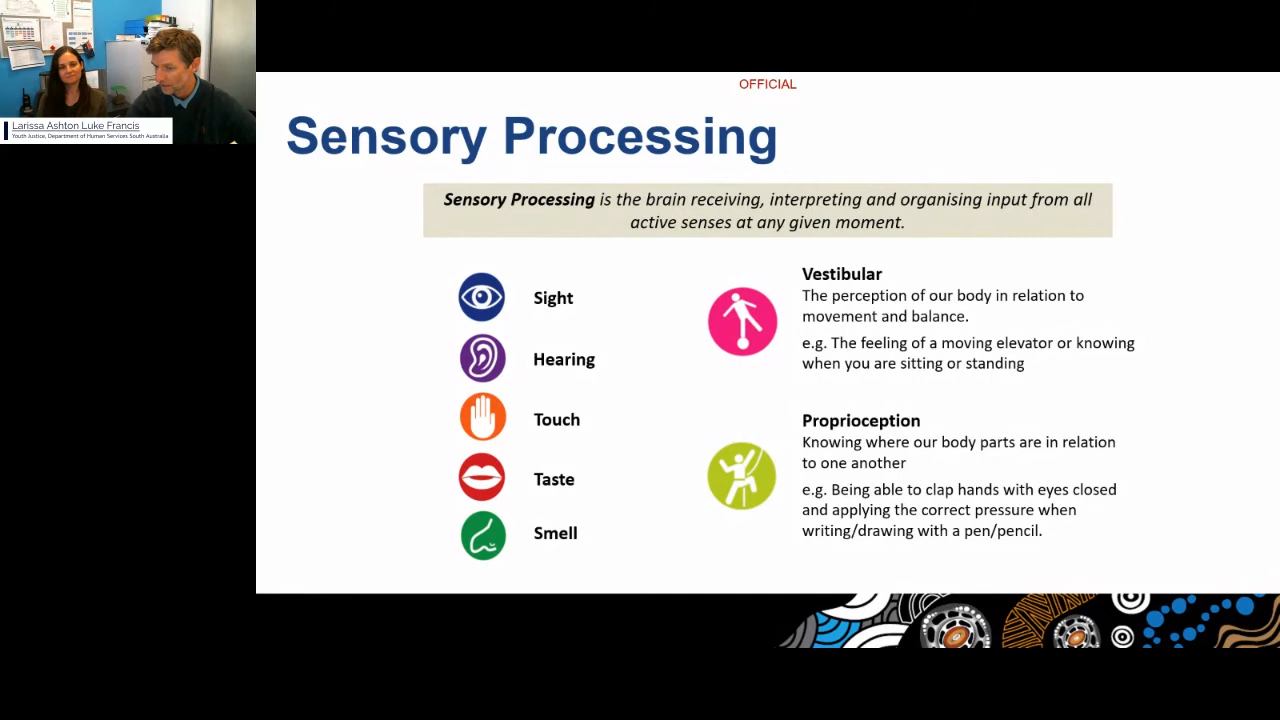 Larissa Ashton Luke Francis
Youth Justice, Department of Human Services South Australia
OFFICIAL
Sensory Processing
Sensory Processing is the brain receiving, interpreting and organising input from all
active senses at any given moment.
Sight
Hearing
Touch
Taste
Smell
Vestibular
The perception of our body in relation to
movement and balance.
e.g. The feeling of a moving elevator or knowing
when you are sitting or standing
Proprioception
Knowing where our body parts are in relation
to one another
e.g. Being able to clap hands with eyes closed
and applying the correct pressure when
writing/drawing with a pen/pencil.